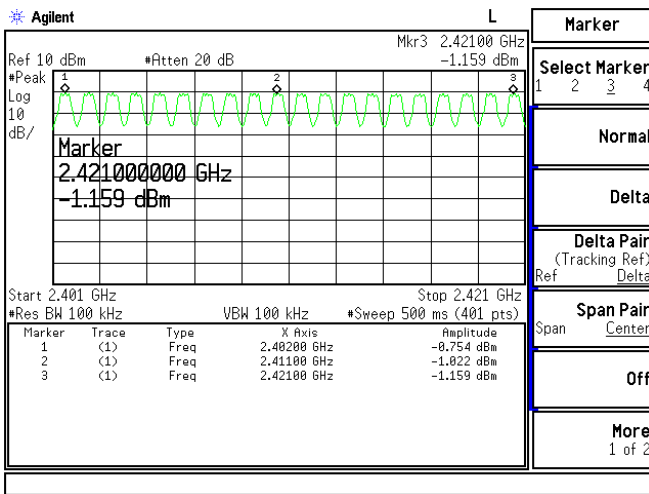 Agilent
L
Mkr3 2.42100 GHz
Ref 10 dBm #Atten 20 dB -1.159 dBm
#Peak
Log
10
dB/
1 2 3
Marker
2.421000000 GHz
-1.159 dBm
Start 2.401 GHz Stop 2.421 GHz
#Res BW 100 kHz VBW 100 kHz #Sweep 500 ms (401 pts)
Marker Trace Type X Axis Amplitude
1 (1) Freq 2.40200 GHz -0.754 dBm
2 (1) Freq 2.41100 GHz -1.022 dBm
3 (1) Freq 2.42100 GHz -1.159 dBm
Marker
Select Marker
1 2 3 4
Normal
Delta
Delta Pair
(Tracking Ref)
Ref Delta
Span Pair
Span Center
Off
More
1 of 2